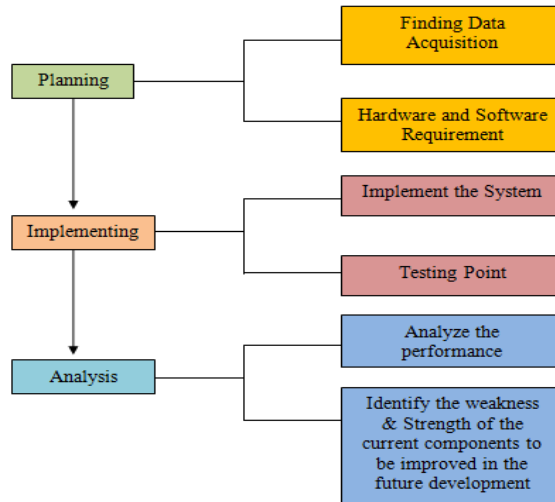 Finding Data
Acquisition
Planning
Hardware and Software
Requirement
Implement the System
Implementing
Testing Point
Analyze the
performance
Analysis
Identify the weakness
& Strength of the
current components to
be improved in the
future development